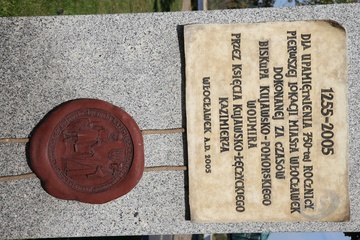 1255-2005
DLA UPAMIĘTNIENIA 750-tej ROCZNICY
PIERWSZEJ LOKACJI MIASTA WŁOCŁAWEK
DOKONANEJ ZA CZASÓW
BISKUPA KUJAWSKO-POMORSKIEGO
WOLIMIRA
PRZEZ KSIĘCIA KUJAWSKO-ŁĘCZYCKIEGO
KAZIMIERZA
WŁOCŁAWEK A.D. 2005